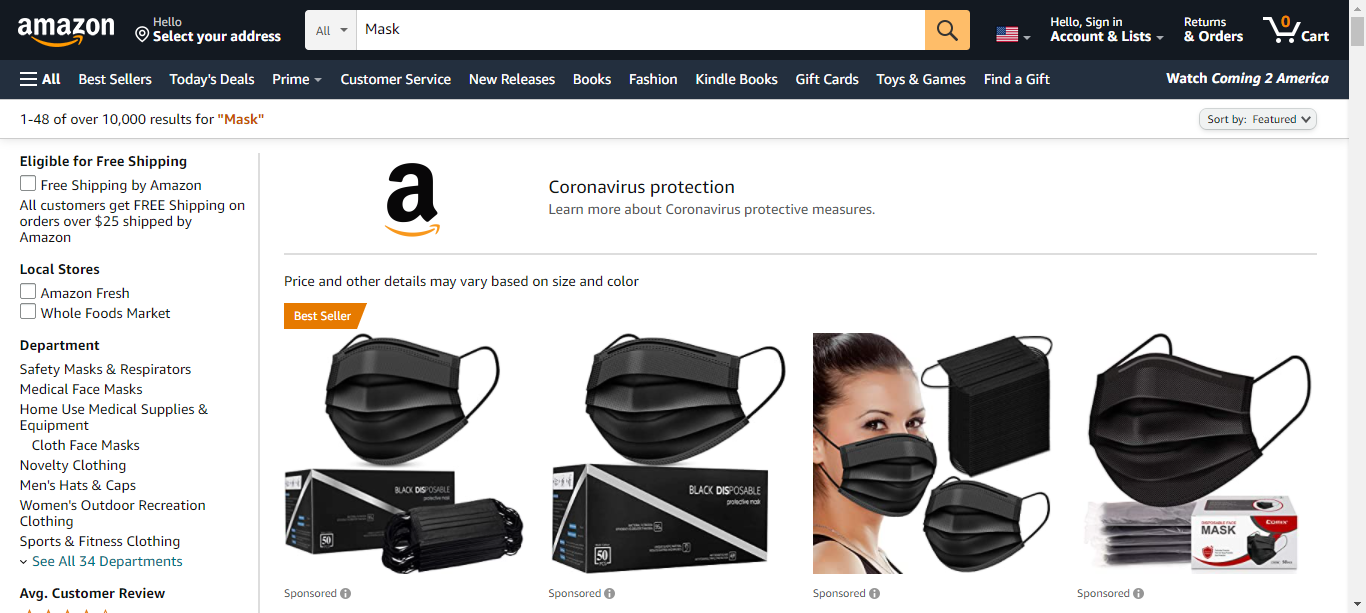 amazon
Hello
Select your address
All
Mask
Hello, Sign in
Account & Lists
Returns
& Orders
0
Cart
All
Best Sellers
Today's Deals
Prime
Customer Service
New Releases
Books
Fashion
Kindle Books
Gift Cards
Toys & Games
Find a Gift
Watch Coming 2 America
1-48 of over 10,000 results for "Mask"
Sort by: Featured
Eligible for Free Shipping
Free Shipping by Amazon
All customers get FREE Shipping on
orders over $25 shipped by
Amazon
Local Stores
Amazon Fresh
Whole Foods Market
Department
Safety Masks & Respirators
Medical Face Masks
Home Use Medical Supplies &
Equipment
Cloth Face Masks
Novelty Clothing
Men's Hats & Caps
Women's Outdoor Recreation
Clothing
Sports & Fitness Clothing
See All 34 Departments
Avg. Customer Review
a
Coronavirus protection
Learn more about Coronavirus protective measures.
Price and other details may vary based on size and color
Best Seller
BLACK DISPOSABLE
protective mask
50
Sponsored
BLACK DISPOSABLE
protective mask
50
Sponsored
Sponsored
DISPOSABLE FACE
MASK
Sponsored